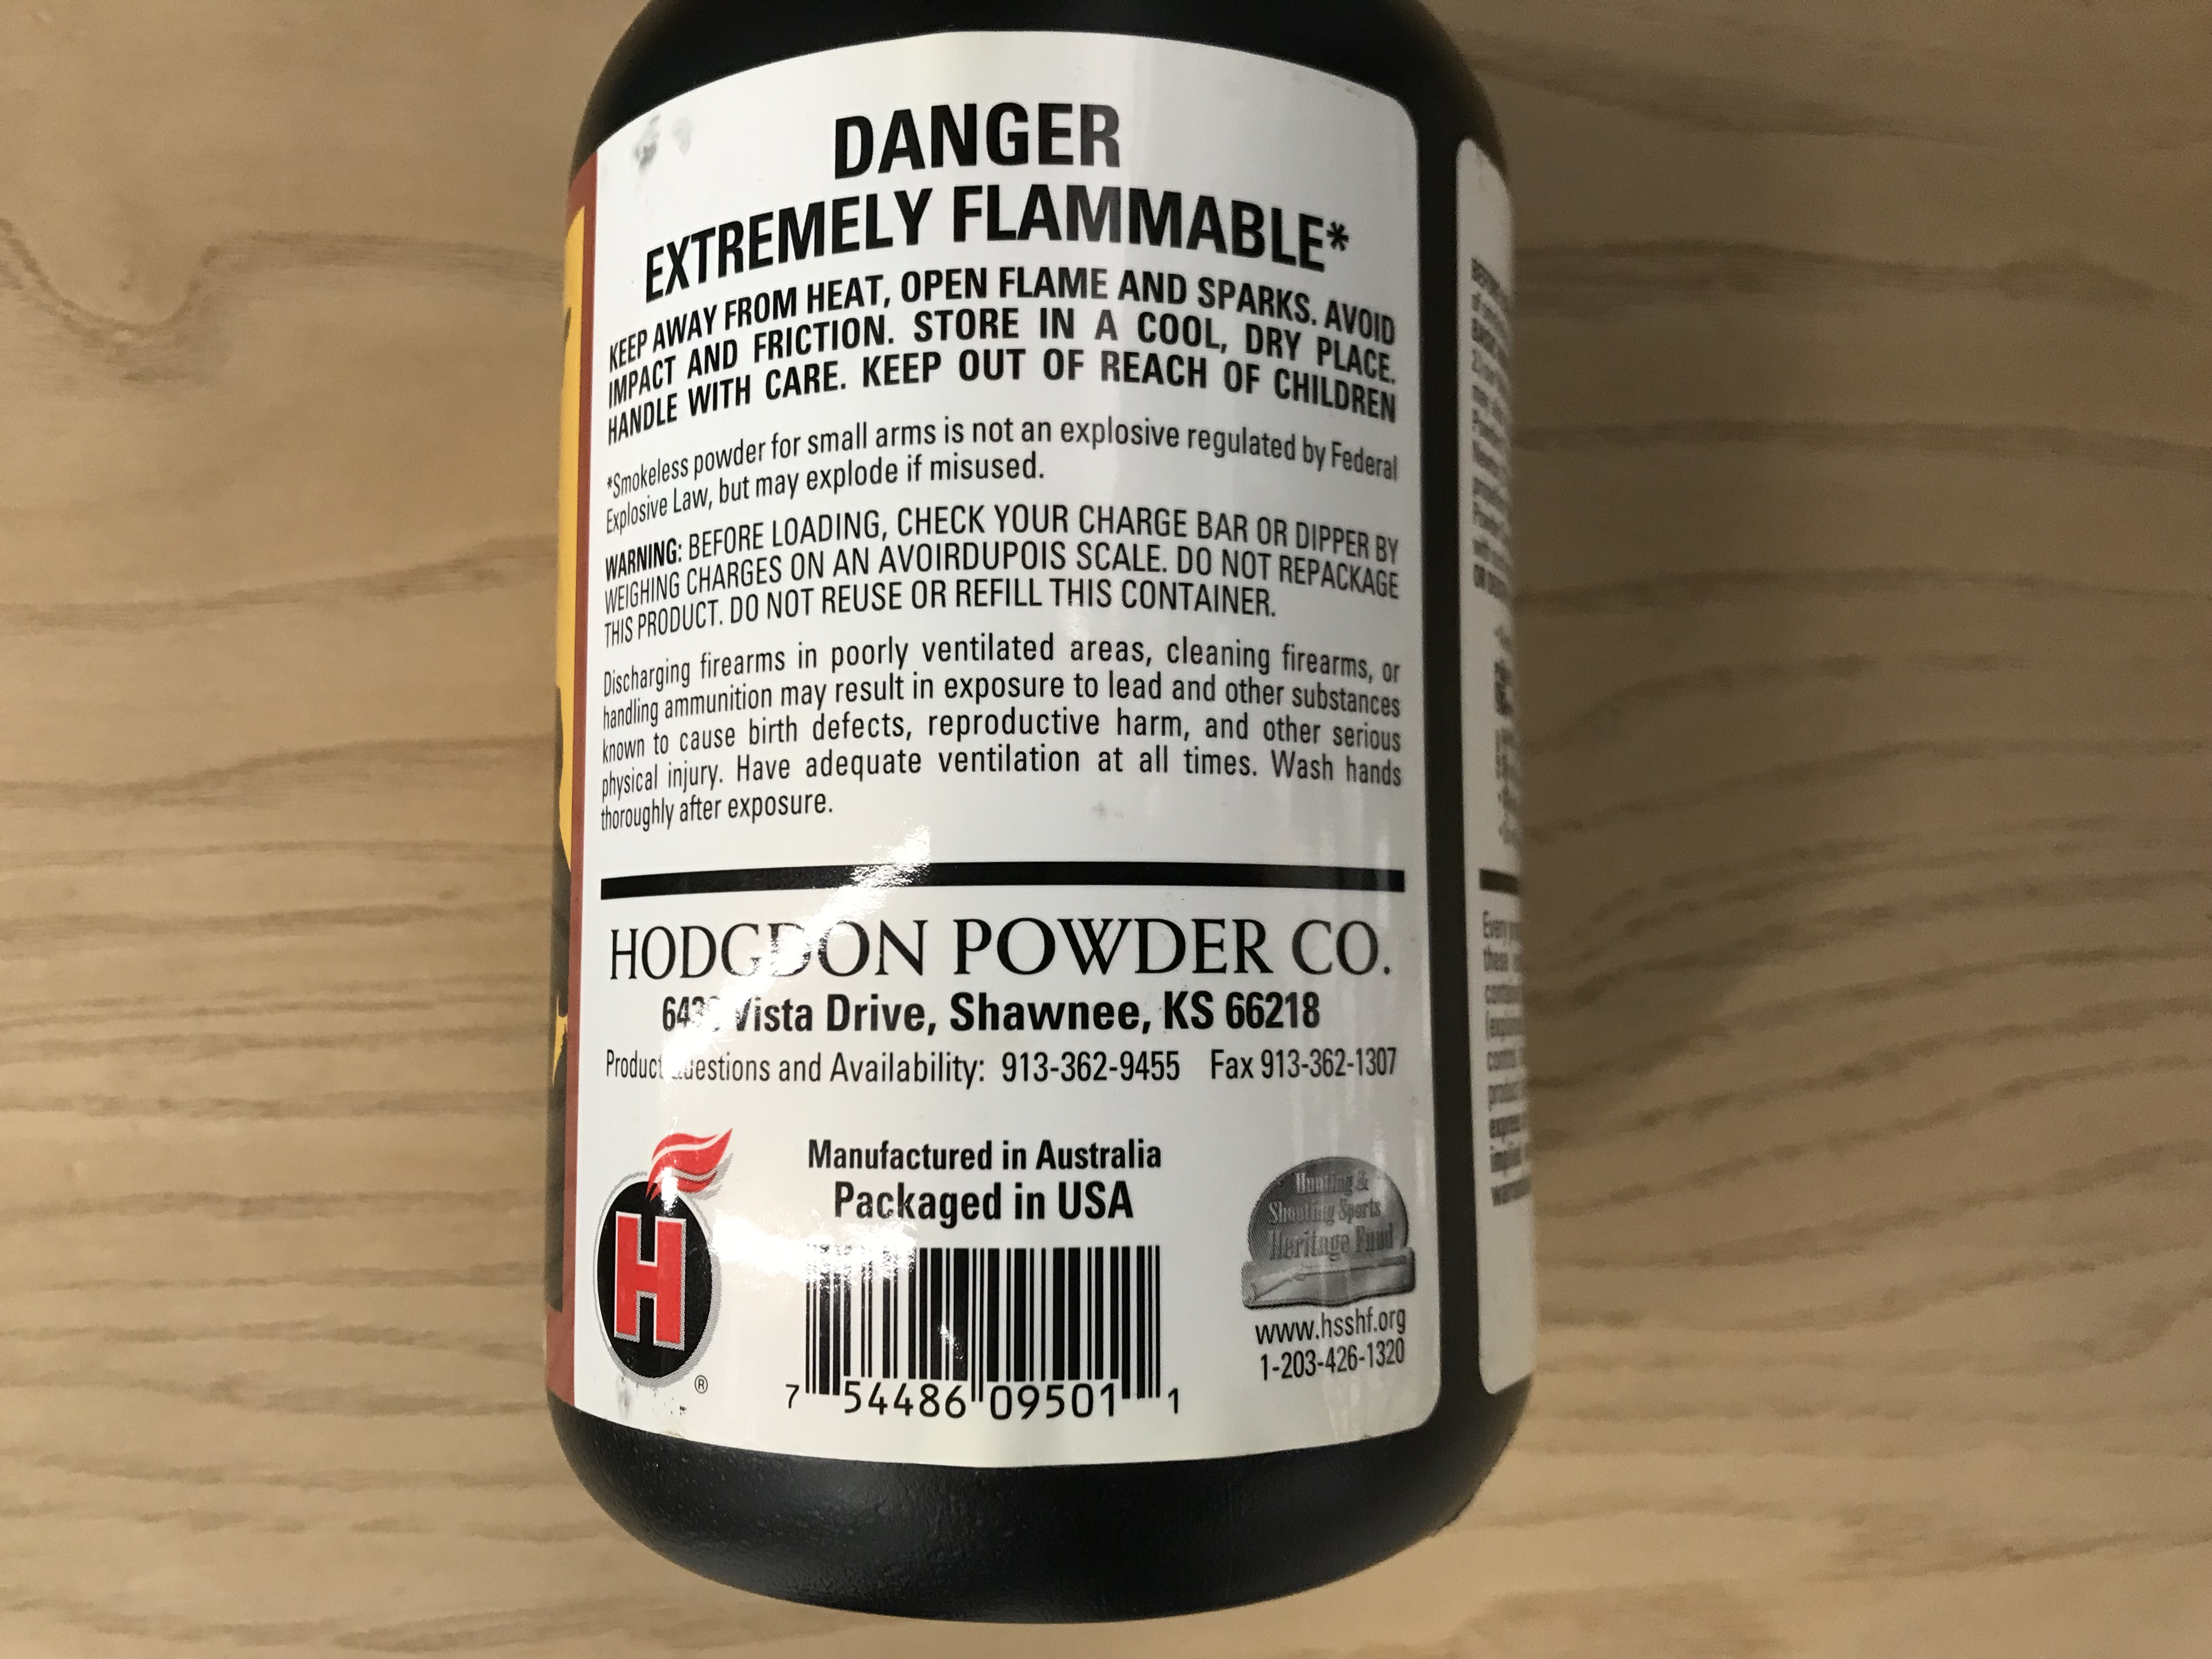 DANGER
EXTREMELY FLAMMABLE*
KEEP AWAY FROM HEAT, OPEN FLAME AND SPARKS. AVOID
IMPACT AND FRICTION. STORE IN A COOL, DRY PLACE.
HANDLE WITH CARE. KEEP OUT OF REACH OF CHILDREN
*Smokeless powder for small arms is not an explosive regulated by Federal
Explosive Law, but may explode if misused.
WARNING: BEFORE LOADING, CHECK YOUR CHARGE BAR OR DIPPER BY
WEIGHING CHARGES ON AN AVOIRDUPOIS SCALE. DO NOT REPACKAGE
THIS PRODUCT. DO NOT REUSE OR REFILL THIS CONTAINER.
Discharging firearms in poorly ventilated areas, cleaning firearms, or
handling ammunition may result in exposure to lead and other substances
known to cause birth defects, reproductive harm, and other serious
physical injury. Have adequate ventilation at all times. Wash hands
thoroughly after exposure.
HODGDON POWDER CO.
Vista Drive, Shawnee, KS 66218
Product Questions and Availability: 913-362-9455 Fax 913-362-1307
Manufactured in Australia
Packaged in USA
H
®
7 54486 09501 1
Hunting &
Shooting Sports
Heritage Fund
www.hsshf.org
1-203-426-1320
Every
these